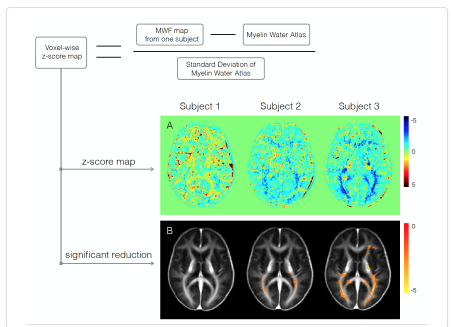 Voxel-wise
z-score map
MWF map
from one subject
Myelin Water Atlas
Standard Deviation of
Myelin Water Atlas
Subject 1 Subject 2 Subject 3
A
-5
0
5
z-score map
B
0
-5
significant reduction